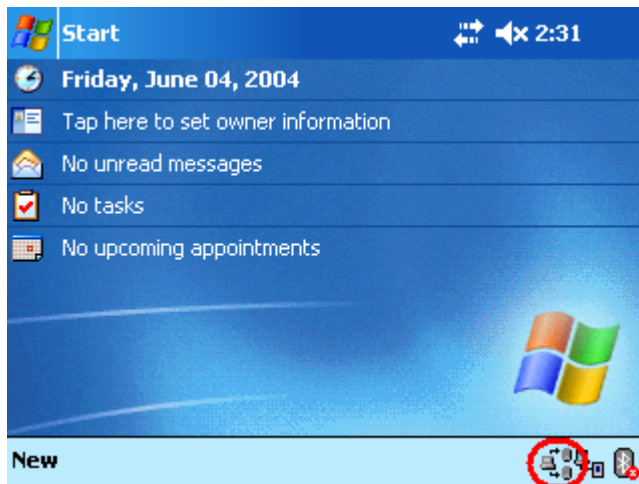 Start 2:31
Friday, June 04, 2004
Tap here to set owner information
No unread messages
No tasks
No upcoming appointments
New